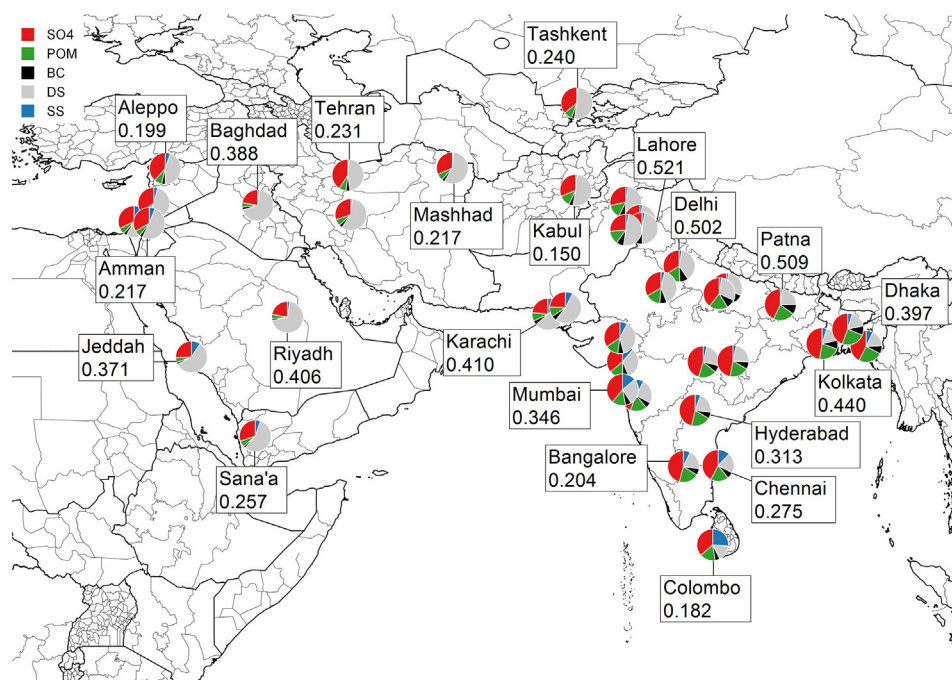 SO4
POM
BC
DS
SS
Tashkent
0.240
Aleppo
0.199
Tehran
0.231
Baghdad
0.388
Lahore
0.521
Mashhad
0.217
Kabul
0.150
Delhi
0.502
Patna
0.509
Dhaka
0.397
Amman
0.217
Jeddah
0.371
Riyadh
0.406
Karachi
0.410
Kolkata
0.440
Mumbai
0.346
Hyderabad
0.313
Bangalore
0.204
Sana'a
0.257
Chennai
0.275
Colombo
0.182